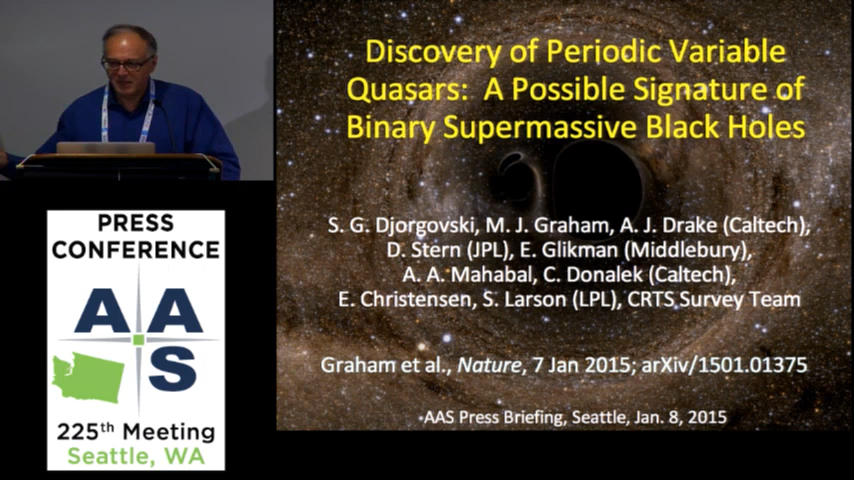 Discovery of Periodic Variable
Quasars: A Possible Signature of
Binary Supermassive Black Holes
S. G. Djorgovski, M. J. Graham, A. J. Drake (Caltech),
D. Stern (JPL), E. Glikman (Middlebury),
A. A. Mahabal, C. Donalek (Caltech),
E. Christensen, S. Larson (LPL), CRTS Survey Team
Graham et al., Nature, 7 Jan 2015; arXiv/1501.01375
AAS Press Briefing, Seattle, Jan. 8, 2015
PRESS
CONFERENCE
AAS
225th Meeting
Seattle, WA